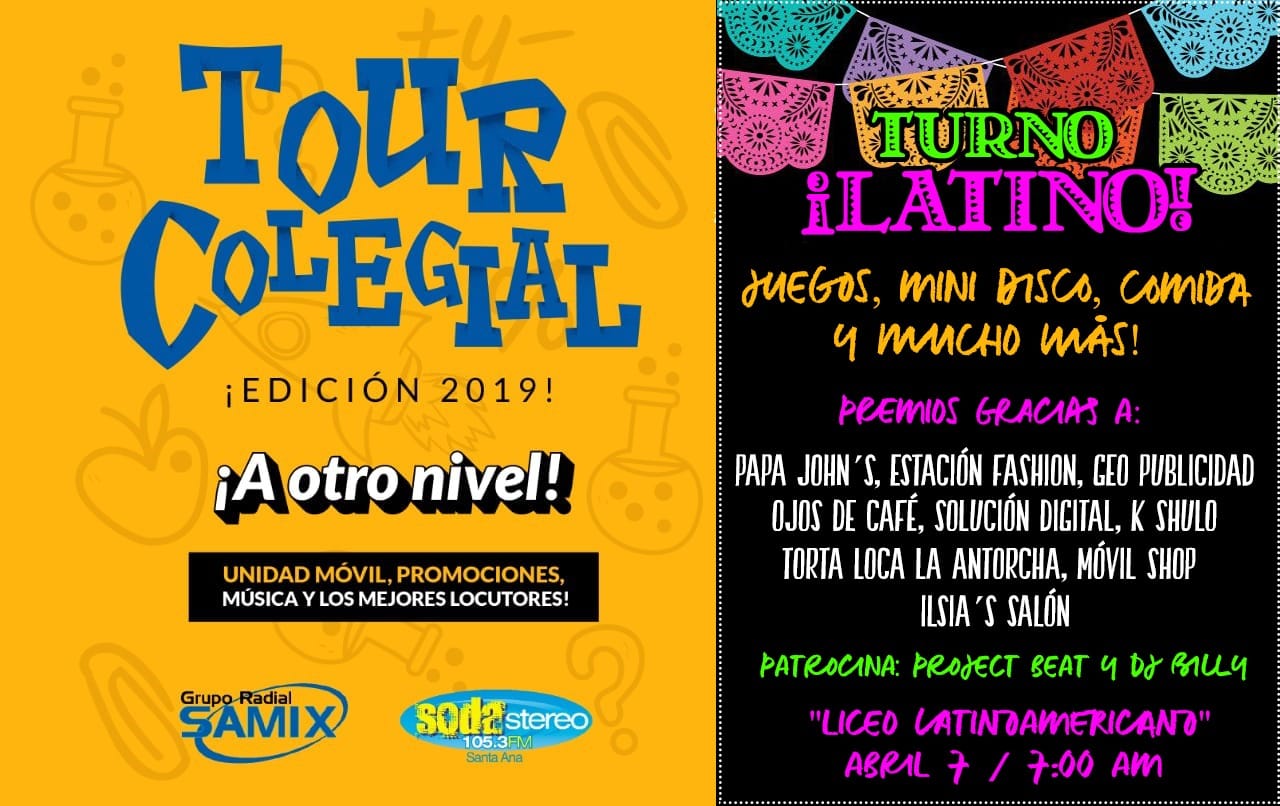 TOUR
COLEGIAL
¡EDICIÓN 2019!
¡A otro nivel!
UNIDAD MÓVIL, PROMOCIONES,
MÚSICA Y LOS MEJORES LOCUTORES!
Grupo Radial
SAMIX
soda stereo
105.3FM
Santa Ana
TURNO
¡LATINO!
JUEGOS, MINI DISCO, COMIDA
Y MUCHO MÁS!
PREMIOS GRACIAS A:
PAPA JOHN´S, ESTACIÓN FASHION, GEO PUBLICIDAD
OJOS DE CAFÉ, SOLUCIÓN DIGITAL, K SHULO
TORTA LOCA LA ANTORCHA, MÓVIL SHOP
ILSIA´S SALÓN
PATROCINA: PROJECT BEAT Y DJ BILLY
"LICEO LATINOAMERICANO"
ABRIL 7 / 7:00 AM